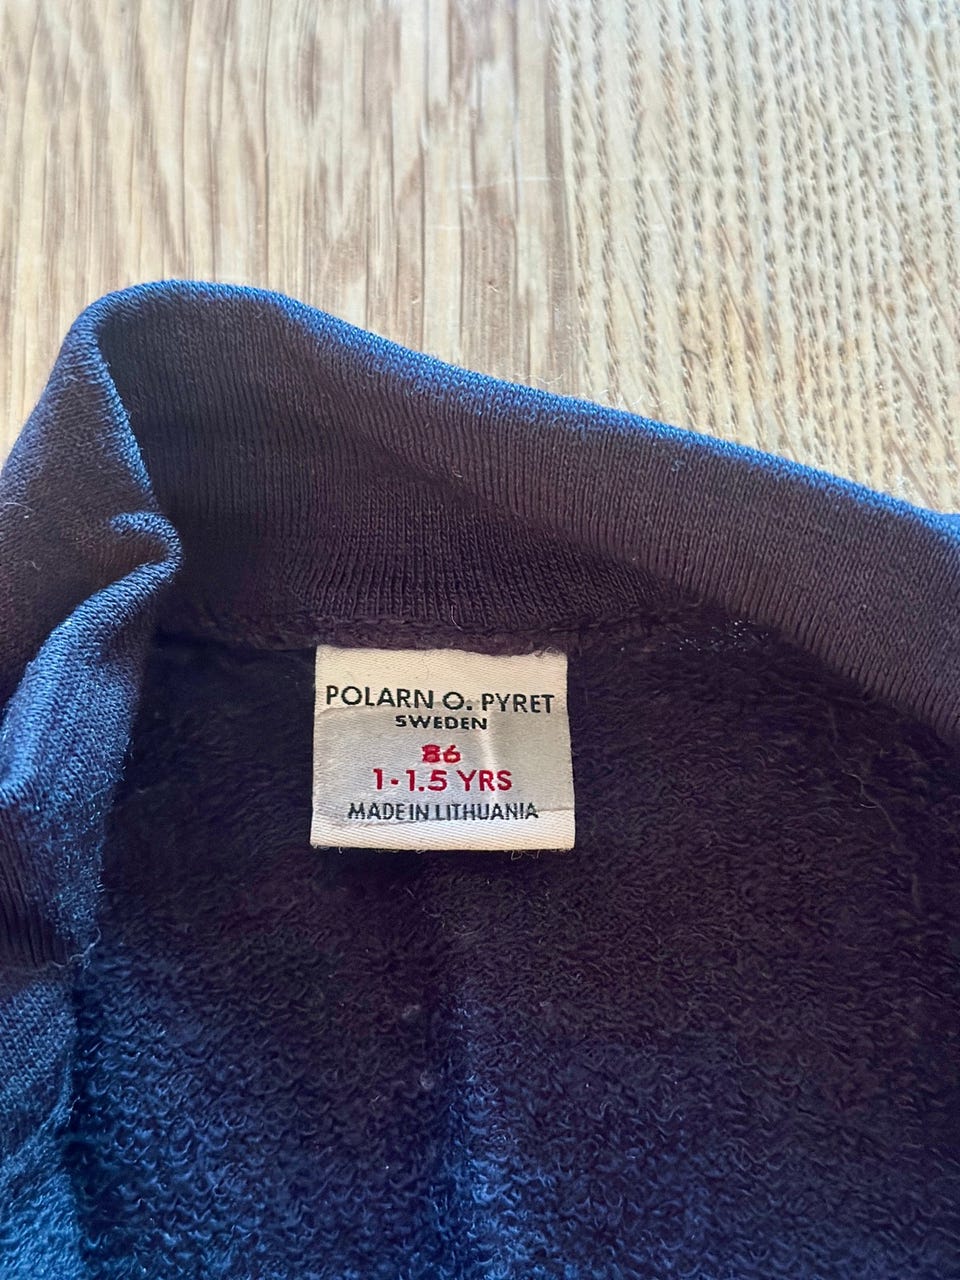 POLARN O. PYRET
SWEDEN
86
1-1.5 YRS
MADE IN LITHUANIA